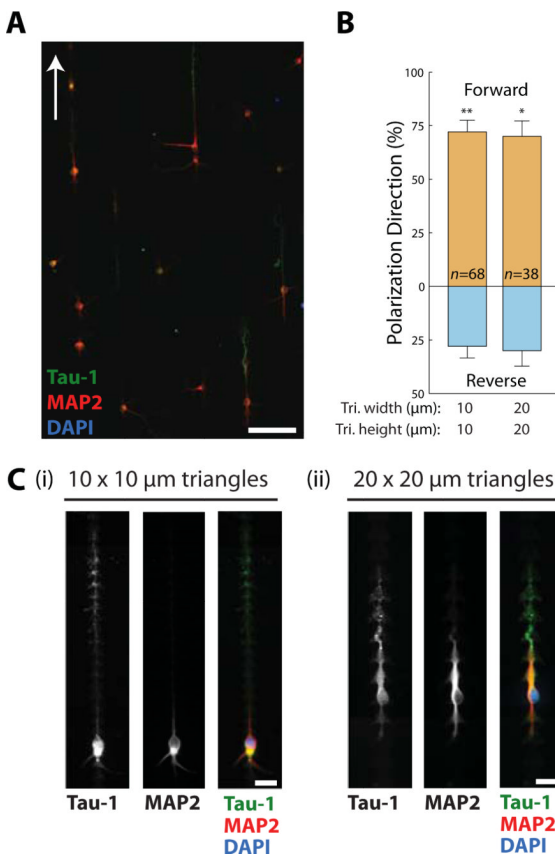 A
Tau-1
MAP2
DAPI
B
100
75
50
25
0
25
50
Polarization Direction (%)
Forward
** *
n=68 n=38
Reverse
Tri. width (μm): 10 20
Tri. height (μm): 10 20
C (i) 10 x 10 μm triangles (ii) 20 x 20 μm triangles
Tau-1 MAP2 Tau-1 Tau-1 MAP2 Tau-1
MAP2 MAP2
DAPI DAPI